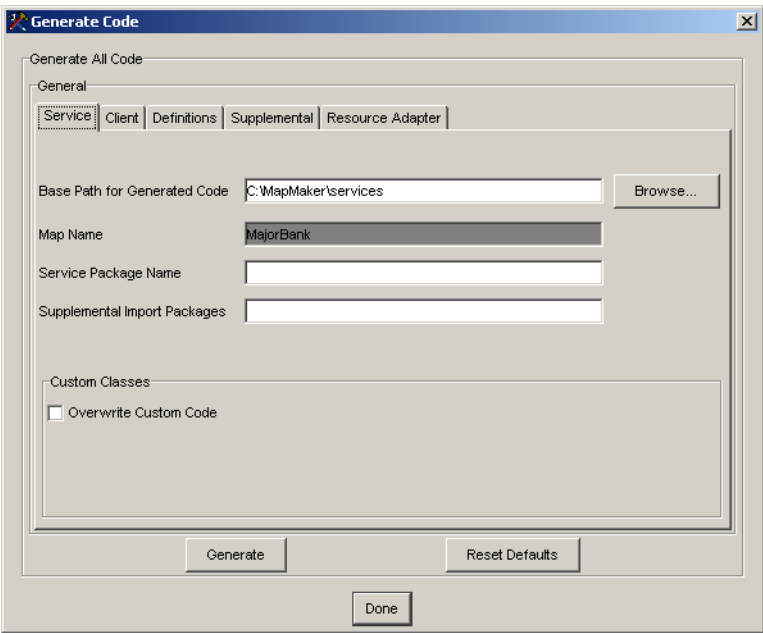 Generate Code
Generate All Code
General
Service Client Definitions Supplemental Resource Adapter
Base Path for Generated Code C:\MapMaker\services Browse...
Map Name MajorBank
Service Package Name
Supplemental Import Packages
Custom Classes
Overwrite Custom Code
Generate Reset Defaults
Done